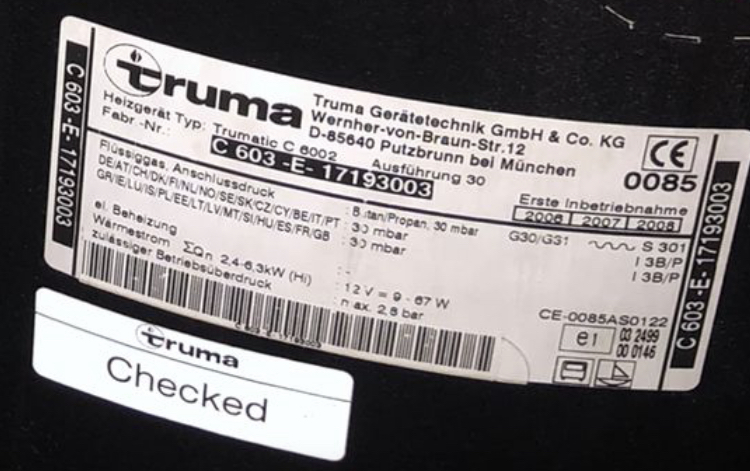 truma
Truma Gerätetechnik GmbH & Co. KG
Wernher-von-Braun-Str.12
D-85640 Putzbrunn bei München
CE
0085
Heizgerät Typ: Trumatic C 6002 Ausführung 30
Fabr.-Nr.: C 603 -E- 17193003
Erste Inbetriebnahme
2006 2007 2008
Flüssiggas, Anschlussdruck : Butan/Propan, 30 mbar G30/G31 S 301
DE/AT/CH/DK/FI/NL/NO/SE/SK/CZ/CY/BE/IT/PT : 30 mbar I 3B/P
GR/IE/LU/IS/PL/EE/LT/LV/MT/SI/HU/ES/FR/GB : 30 mbar I 3B/P
el. Beheizung : -
Wärmestrom ΣQn 2,4-6,3kW (Hi) : 12 V = 9 - 67 W
zulässiger Betriebsüberdruck : max. 2,8 bar
CE-0085AS0122
e1 03 2499
00 0146
C 603 -E- 17193003
C 603 -E- 17193003
C 603 -E- 17193003
truma
Checked